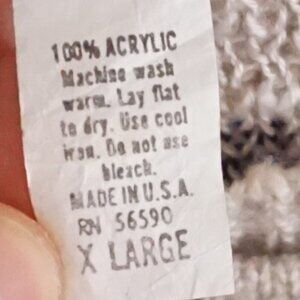 100% ACRYLIC
Machine wash
warm. Lay flat
to dry. Use cool
iron. Do not use
bleach.
MADE IN U.S.A.
RN 56590
X LARGE